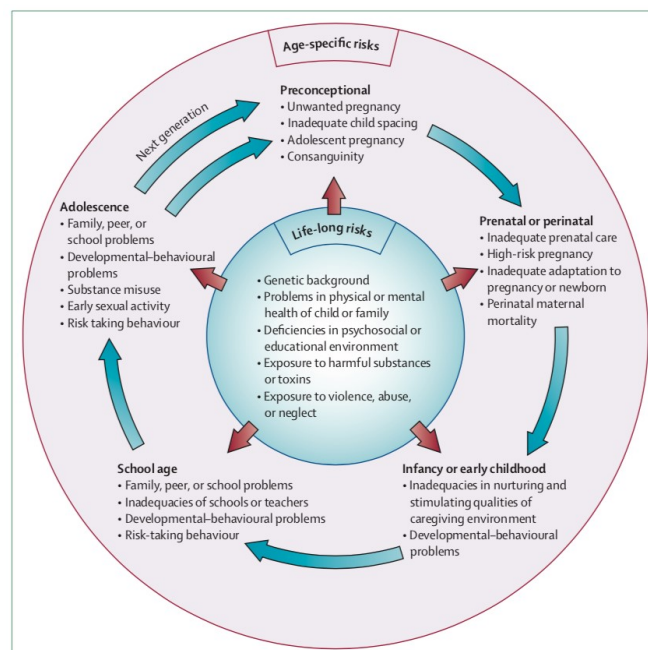 Age-specific risks
Preconceptional
• Unwanted pregnancy
• Inadequate child spacing
• Adolescent pregnancy
• Consanguinity
Next generation
Prenatal or perinatal
• Inadequate prenatal care
• High-risk pregnancy
• Inadequate adaptation to
pregnancy or newborn
• Perinatal maternal
mortality
Infancy or early childhood
• Inadequacies in nurturing and
stimulating qualities of
caregiving environment
• Developmental–behavioural
problems
School age
• Family, peer, or school problems
• Inadequacies of schools or teachers
• Developmental–behavioural problems
• Risk-taking behaviour
Adolescence
• Family, peer, or
school problems
• Developmental–behavioural
problems
• Substance misuse
• Early sexual activity
• Risk taking behaviour
Life-long risks
• Genetic background
• Problems in physical or mental
health of child or family
• Deficiencies in psychosocial or
educational environment
• Exposure to harmful substances
or toxins
• Exposure to violence, abuse,
or neglect